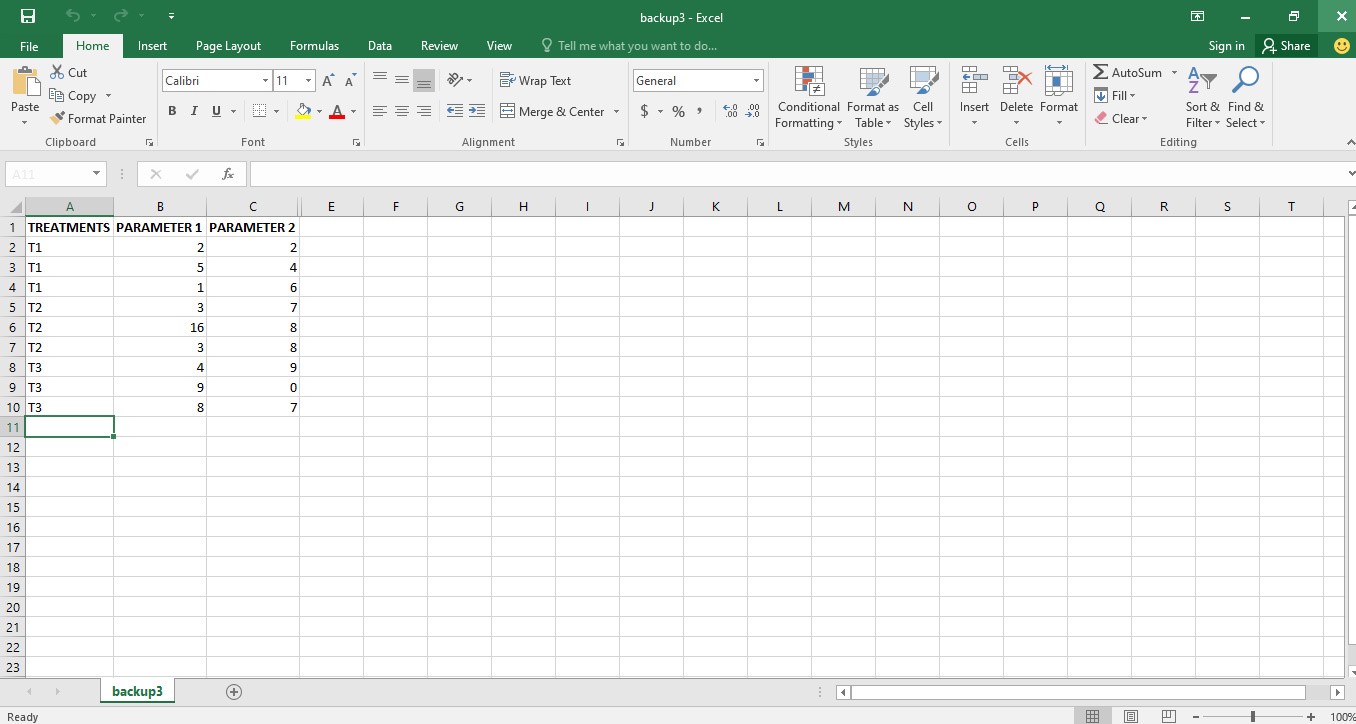 backup3 - Excel
File Home Insert Page Layout Formulas Data Review View Tell me what you want to do... Sign in Share
Cut
Copy
Format Painter
Paste
Clipboard
Calibri 11
B I U A
Font
Wrap Text
Merge & Center
Alignment
General
$ % ,
Number
Conditional Formatting
Format as Table
Cell Styles
Styles
Insert Delete Format
Cells
AutoSum
Fill
Clear
Sort & Filter
Find & Select
Editing
A11 fx
A B C E F G H I J K L M N O P Q R S T
1 TREATMENTS PARAMETER 1 PARAMETER 2
2 T1 2 2
3 T1 5 4
4 T1 1 6
5 T2 3 7
6 T2 16 8
7 T2 3 8
8 T3 4 9
9 T3 9 0
10 T3 8 7
11
12
13
14
15
16
17
18
19
20
21
22
23
backup3
Ready 100%